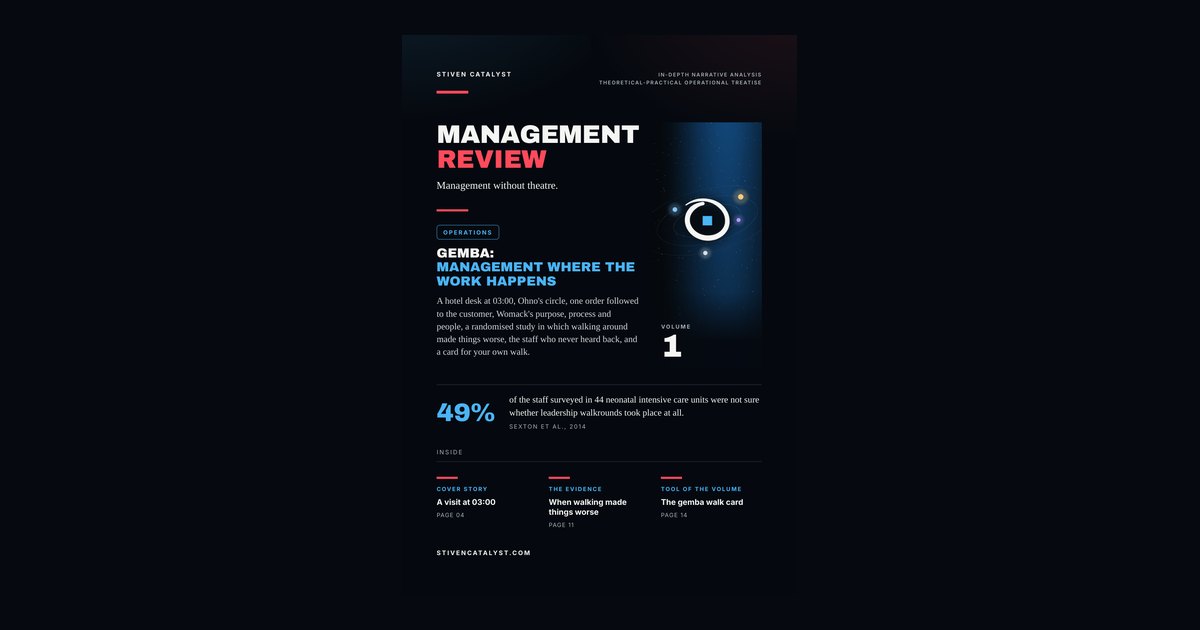 STIVEN CATALYST
IN-DEPTH NARRATIVE ANALYSIS
THEORETICAL-PRACTICAL OPERATIONAL TREATISE
MANAGEMENT
REVIEW
Management without theatre.
OPERATIONS
GEMBA:
MANAGEMENT WHERE THE
WORK HAPPENS
A hotel desk at 03:00, Ohno's circle, one order followed
to the customer, Womack's purpose, process and
people, a randomised study in which walking around
made things worse, the staff who never heard back, and
a card for your own walk.
VOLUME
1
49%
of the staff surveyed in 44 neonatal intensive care units were not sure
whether leadership walkrounds took place at all.
SEXTON ET AL., 2014
INSIDE
COVER STORY
A visit at 03:00
PAGE 04
THE EVIDENCE
When walking made
things worse
PAGE 11
TOOL OF THE VOLUME
The gemba walk card
PAGE 14
STIVENCATALYST.COM